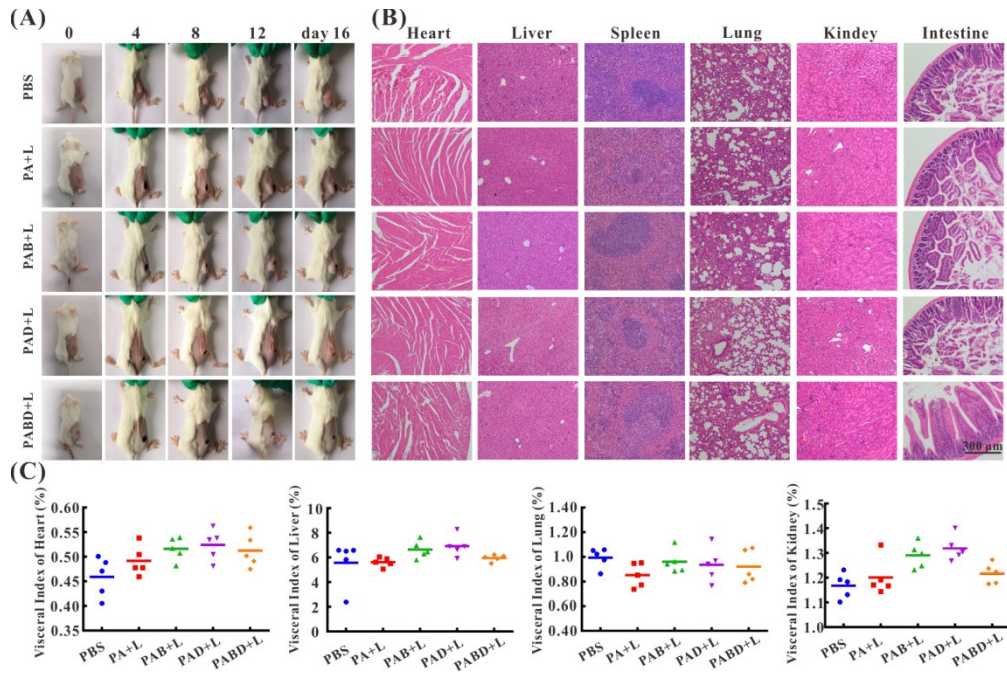 (A)
0 4 8 12 day 16
PBS
PA+L
PAB+L
PAD+L
PABD+L
(B)
Heart Liver Spleen Lung Kindey Intestine
300 μm
(C)
Visceral Index of Heart (%)
0.60
0.55
0.50
0.45
0.40
0.35
PBS PA+L PAB+L PAD+L PABD+L
Visceral Index of Liver (%)
10
8
6
4
2
0
PBS PA+L PAB+L PAD+L PABD+L
Visceral Index of Lung (%)
1.40
1.20
1.0
0.80
0.60
0.40
PBS PA+L PAB+L PAD+L PABD+L
Visceral Index of Kidney (%)
1.5
1.4
1.3
1.2
1.1
1.0
PBS PA+L PAB+L PAD+L PABD+L